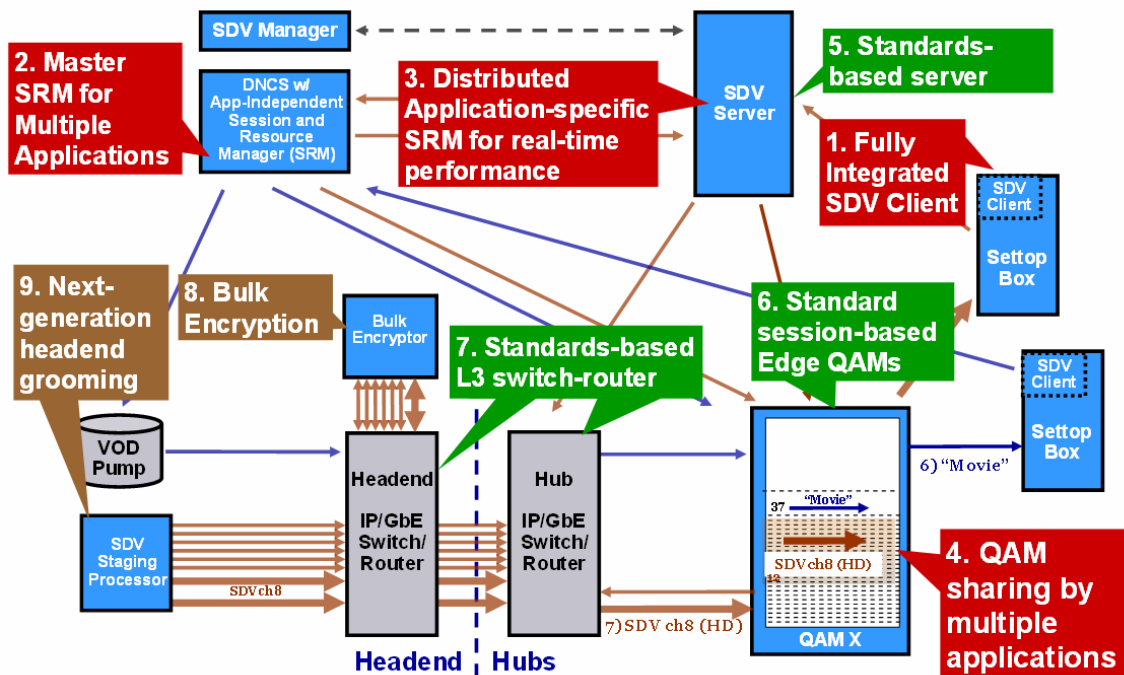 SDV Manager
2. Master
SRM for
Multiple
Applications
DNCS w/
App-Independent
Session and
Resource
Manager (SRM)
3. Distributed
Application-specific
SRM for real-time
performance
SDV
Server
5. Standards-
based server
1. Fully
Integrated
SDV Client
SDV
Client
Settop
Box
9. Next-
generation
headend
grooming
8. Bulk
Encryption
Bulk
Encryptor
7. Standards-based
L3 switch-router
6. Standard
session-based
Edge QAMs
SDV
Client
Settop
Box
VOD
Pump
Headend
IP/GbE
Switch/
Router
Hub
IP/GbE
Switch/
Router
6) “Movie”
37
“Movie”
SDVch8 (HD)
12
QAM X
4. QAM
sharing by
multiple
applications
SDV
Staging
Processor
SDVch8
7) SDV ch8 (HD)
Headend
Hubs